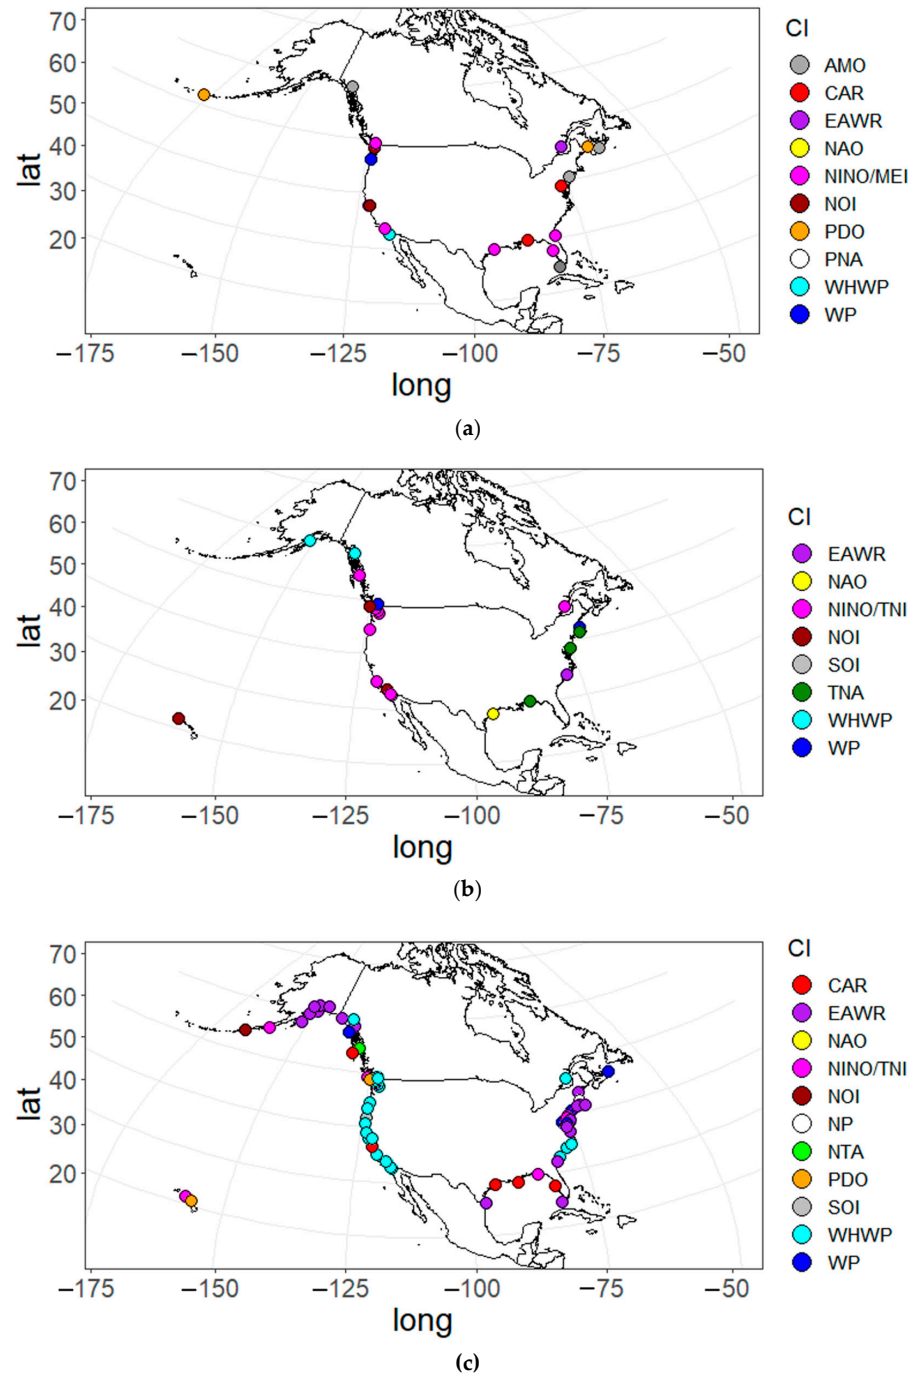 70
60
50
40
30
20
lat
−175
−150
−125
−100
−75
−50
long
CI
AMO
CAR
EAWR
NAO
NINO/MEI
NOI
PDO
PNA
WHWP
WP
(a)
70
60
50
40
30
20
lat
−175
−150
−125
−100
−75
−50
long
CI
EAWR
NAO
NINO/TNI
NOI
SOI
TNA
WHWP
WP
(b)
70
60
50
40
30
20
lat
−175
−150
−125
−100
−75
−50
long
CI
CAR
EAWR
NAO
NINO/TNI
NOI
NP
NTA
PDO
SOI
WHWP
WP
(c)